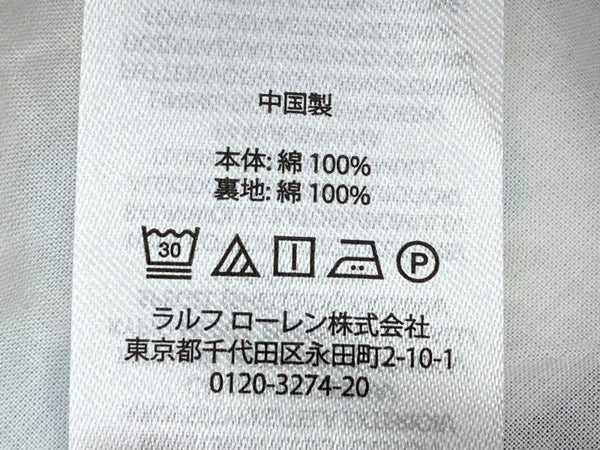 中国製
本体: 綿 100%
裏地: 綿 100%
30 P
ラルフ ローレン株式会社
東京都千代田区永田町2-10-1
0120-3274-20